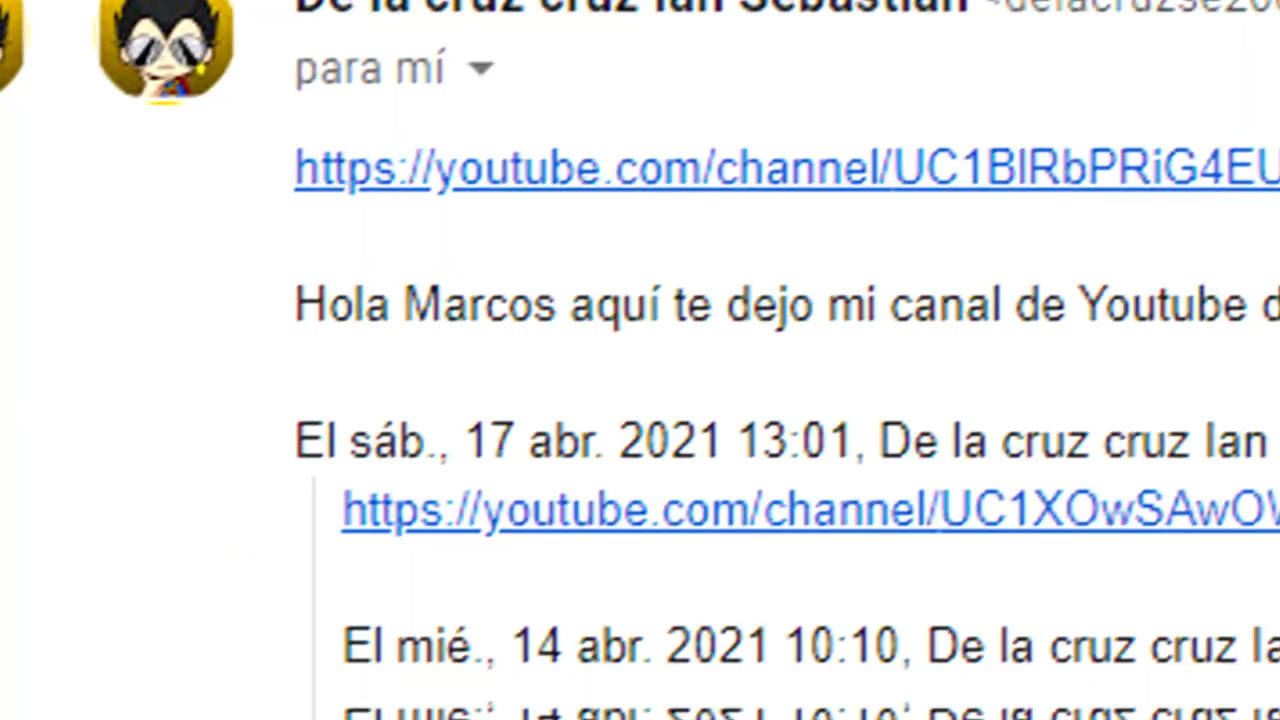 De la cruz cruz Ian Sebastian
para mí
https://youtube.com/channel/UC1BIRbPRiG4EU
Hola Marcos aquí te dejo mi canal de Youtube d
El sáb., 17 abr. 2021 13:01, De la cruz cruz Ian
https://youtube.com/channel/UC1XOwSAwOW
El mié., 14 abr. 2021 10:10, De la cruz cruz Ia